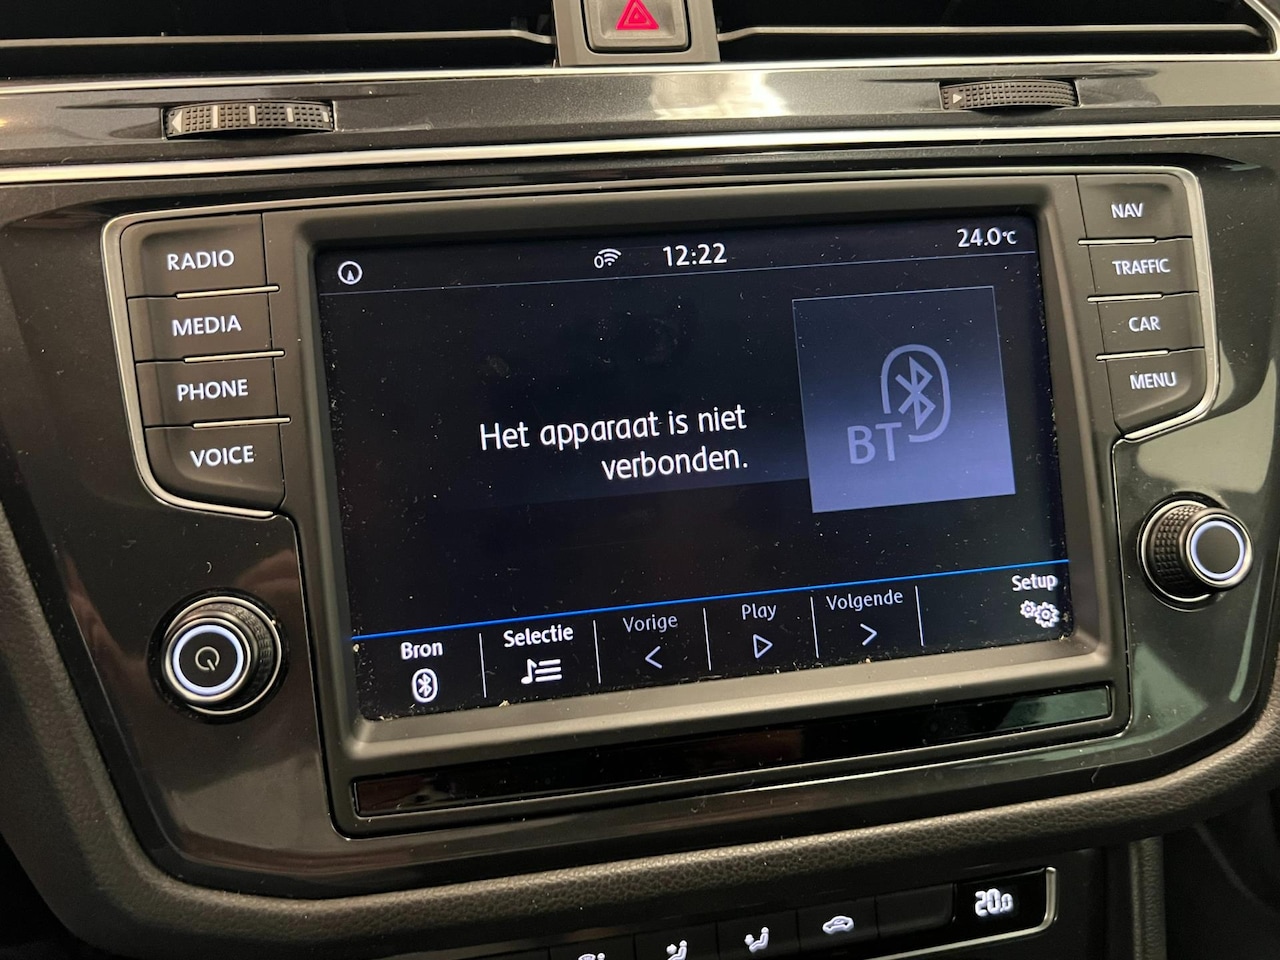 RADIO
MEDIA
PHONE
VOICE
0
12:22
24.0°C
Het apparaat is niet
verbonden.
BT
Bron
Selectie
Vorige
Play
Volgende
Setup
NAV
TRAFFIC
CAR
MENU
20.0